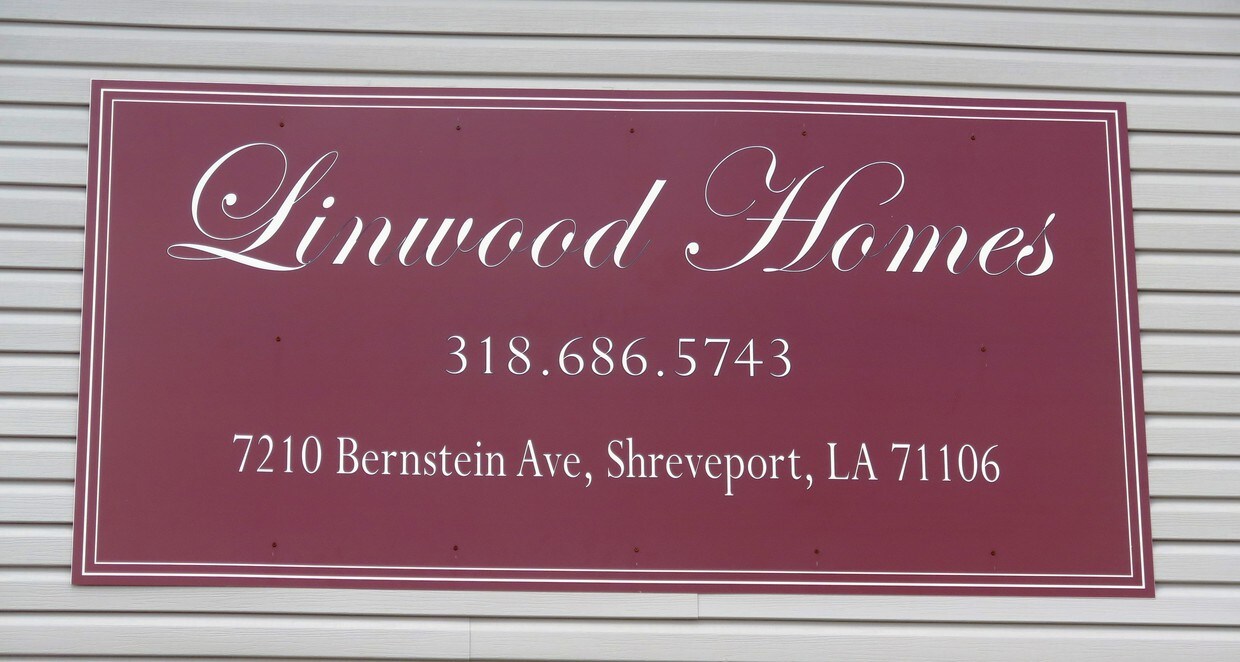 Linwood Homes
318.686.5743
7210 Bernstein Ave, Shreveport, LA 71106